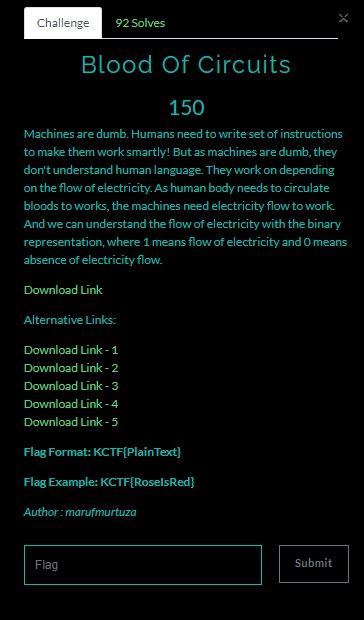 Challenge 92 Solves ×
Blood Of Circuits
150
Machines are dumb. Humans need to write set of instructions
to make them work smartly! But as machines are dumb, they
don't understand human language. They work on depending
on the flow of electricity. As human body needs to circulate
bloods to works, the machines need electricity flow to work.
And we can understand the flow of electricity with the binary
representation, where 1 means flow of electricity and 0 means
absence of electricity flow.
Download Link
Alternative Links:
Download Link - 1
Download Link - 2
Download Link - 3
Download Link - 4
Download Link - 5
Flag Format: KCTF{PlainText}
Flag Example: KCTF{RoseIsRed}
Author : marufmurtuza
Flag Submit